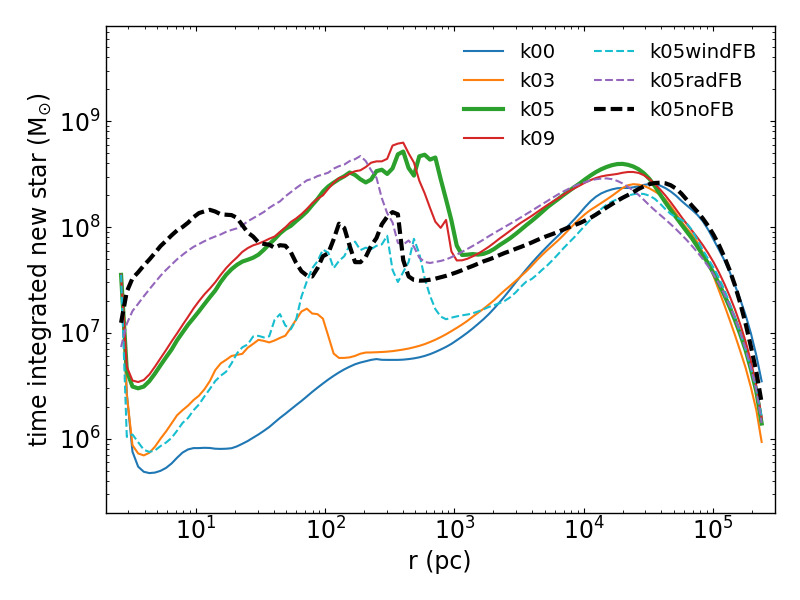 k00
k03
k05
k09
k05windFB
k05radFB
k05noFB
time integrated new star (M☉)
10⁹
10⁸
10⁷
10⁶
10¹
10²
10³
10⁴
10⁵
r (pc)